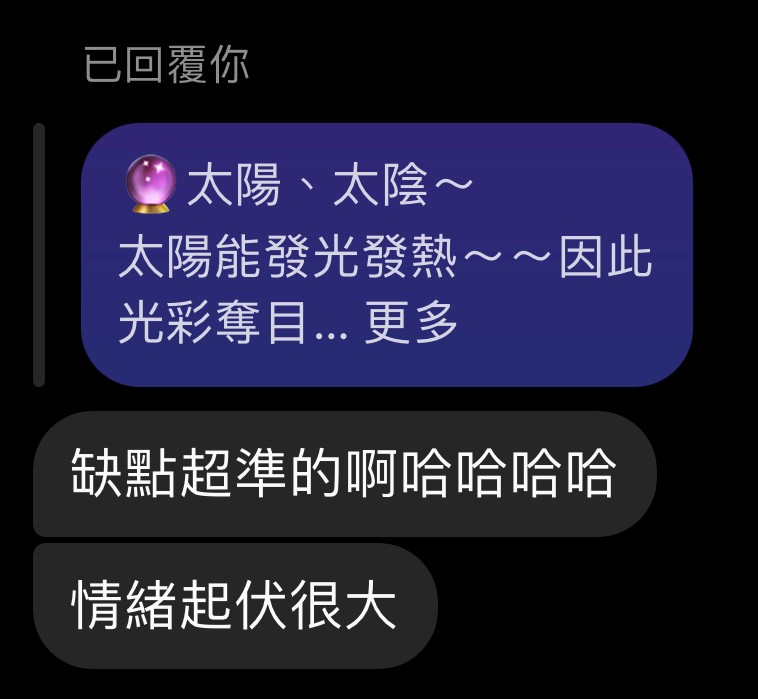 已回覆你
🔮太陽、太陰～
太陽能發光發熱～～因此
光彩奪目... 更多
缺點超準的啊哈哈哈哈
情緒起伏很大